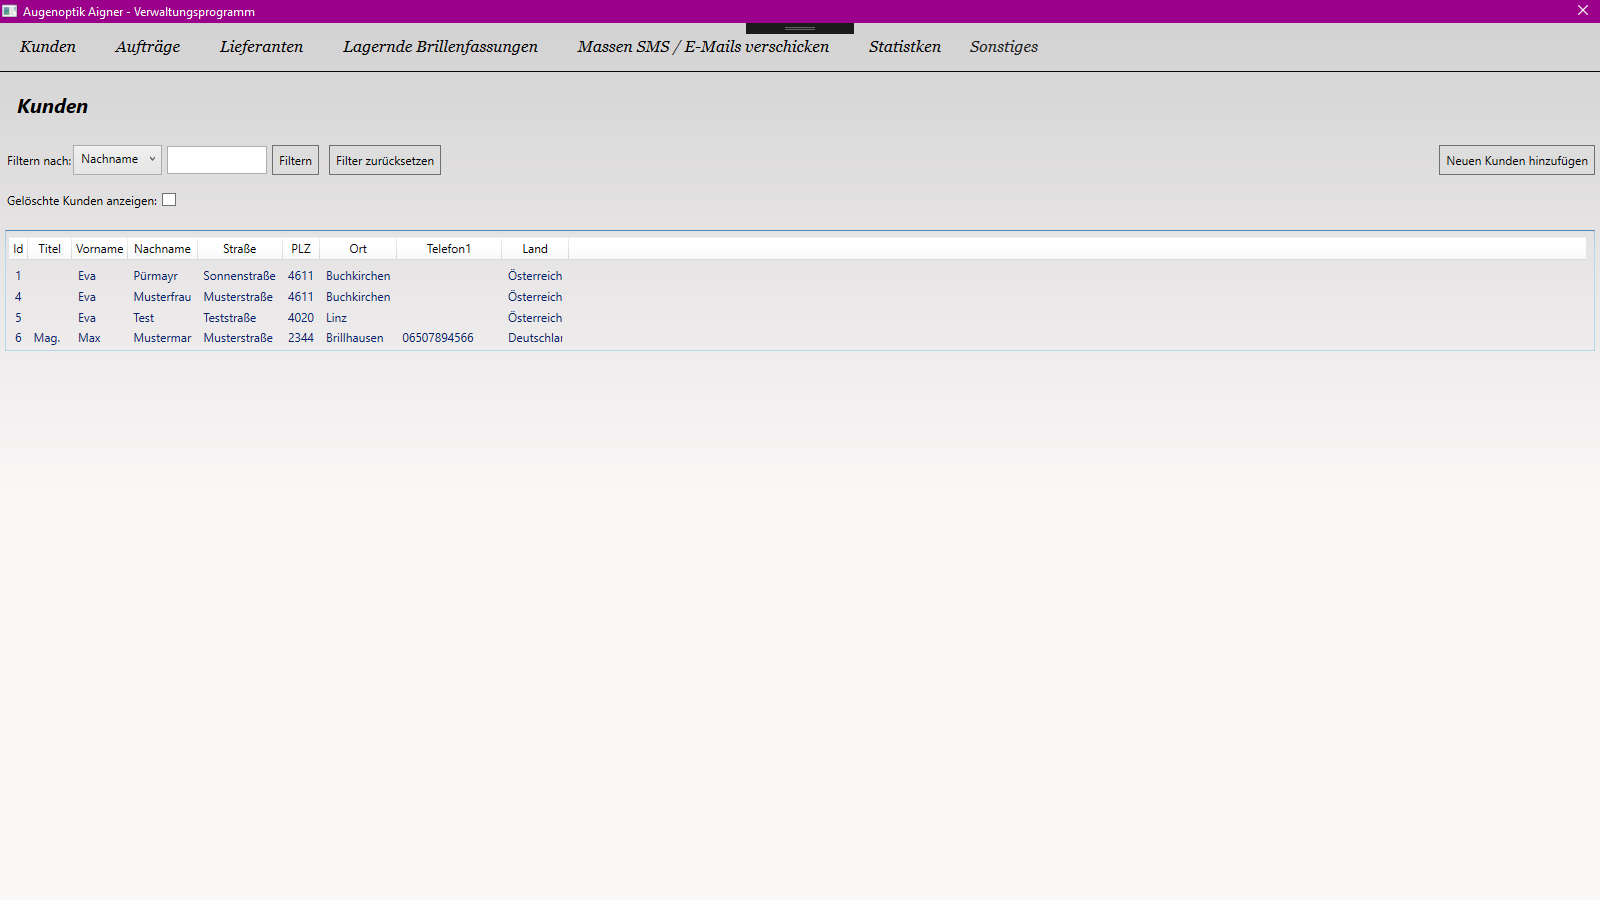 Augenoptik Aigner - Verwaltungsprogramm
Kunden Aufträge Lieferanten Lagernde Brillenfassungen Massen SMS / E-Mails verschicken Statistken Sonstiges
Kunden
Filtern nach: Nachname Filtern Filter zurücksetzen Neuen Kunden hinzufügen
Gelöschte Kunden anzeigen:
Id Titel Vorname Nachname Straße PLZ Ort Telefon1 Land
1 Eva Pürmayr Sonnenstraße 4611 Buchkirchen Österreich
4 Eva Musterfrau Musterstraße 4611 Buchkirchen Österreich
5 Eva Test Teststraße 4020 Linz Österreich
6 Mag. Max Mustermar Musterstraße 2344 Brillhausen 06507894566 Deutschlar